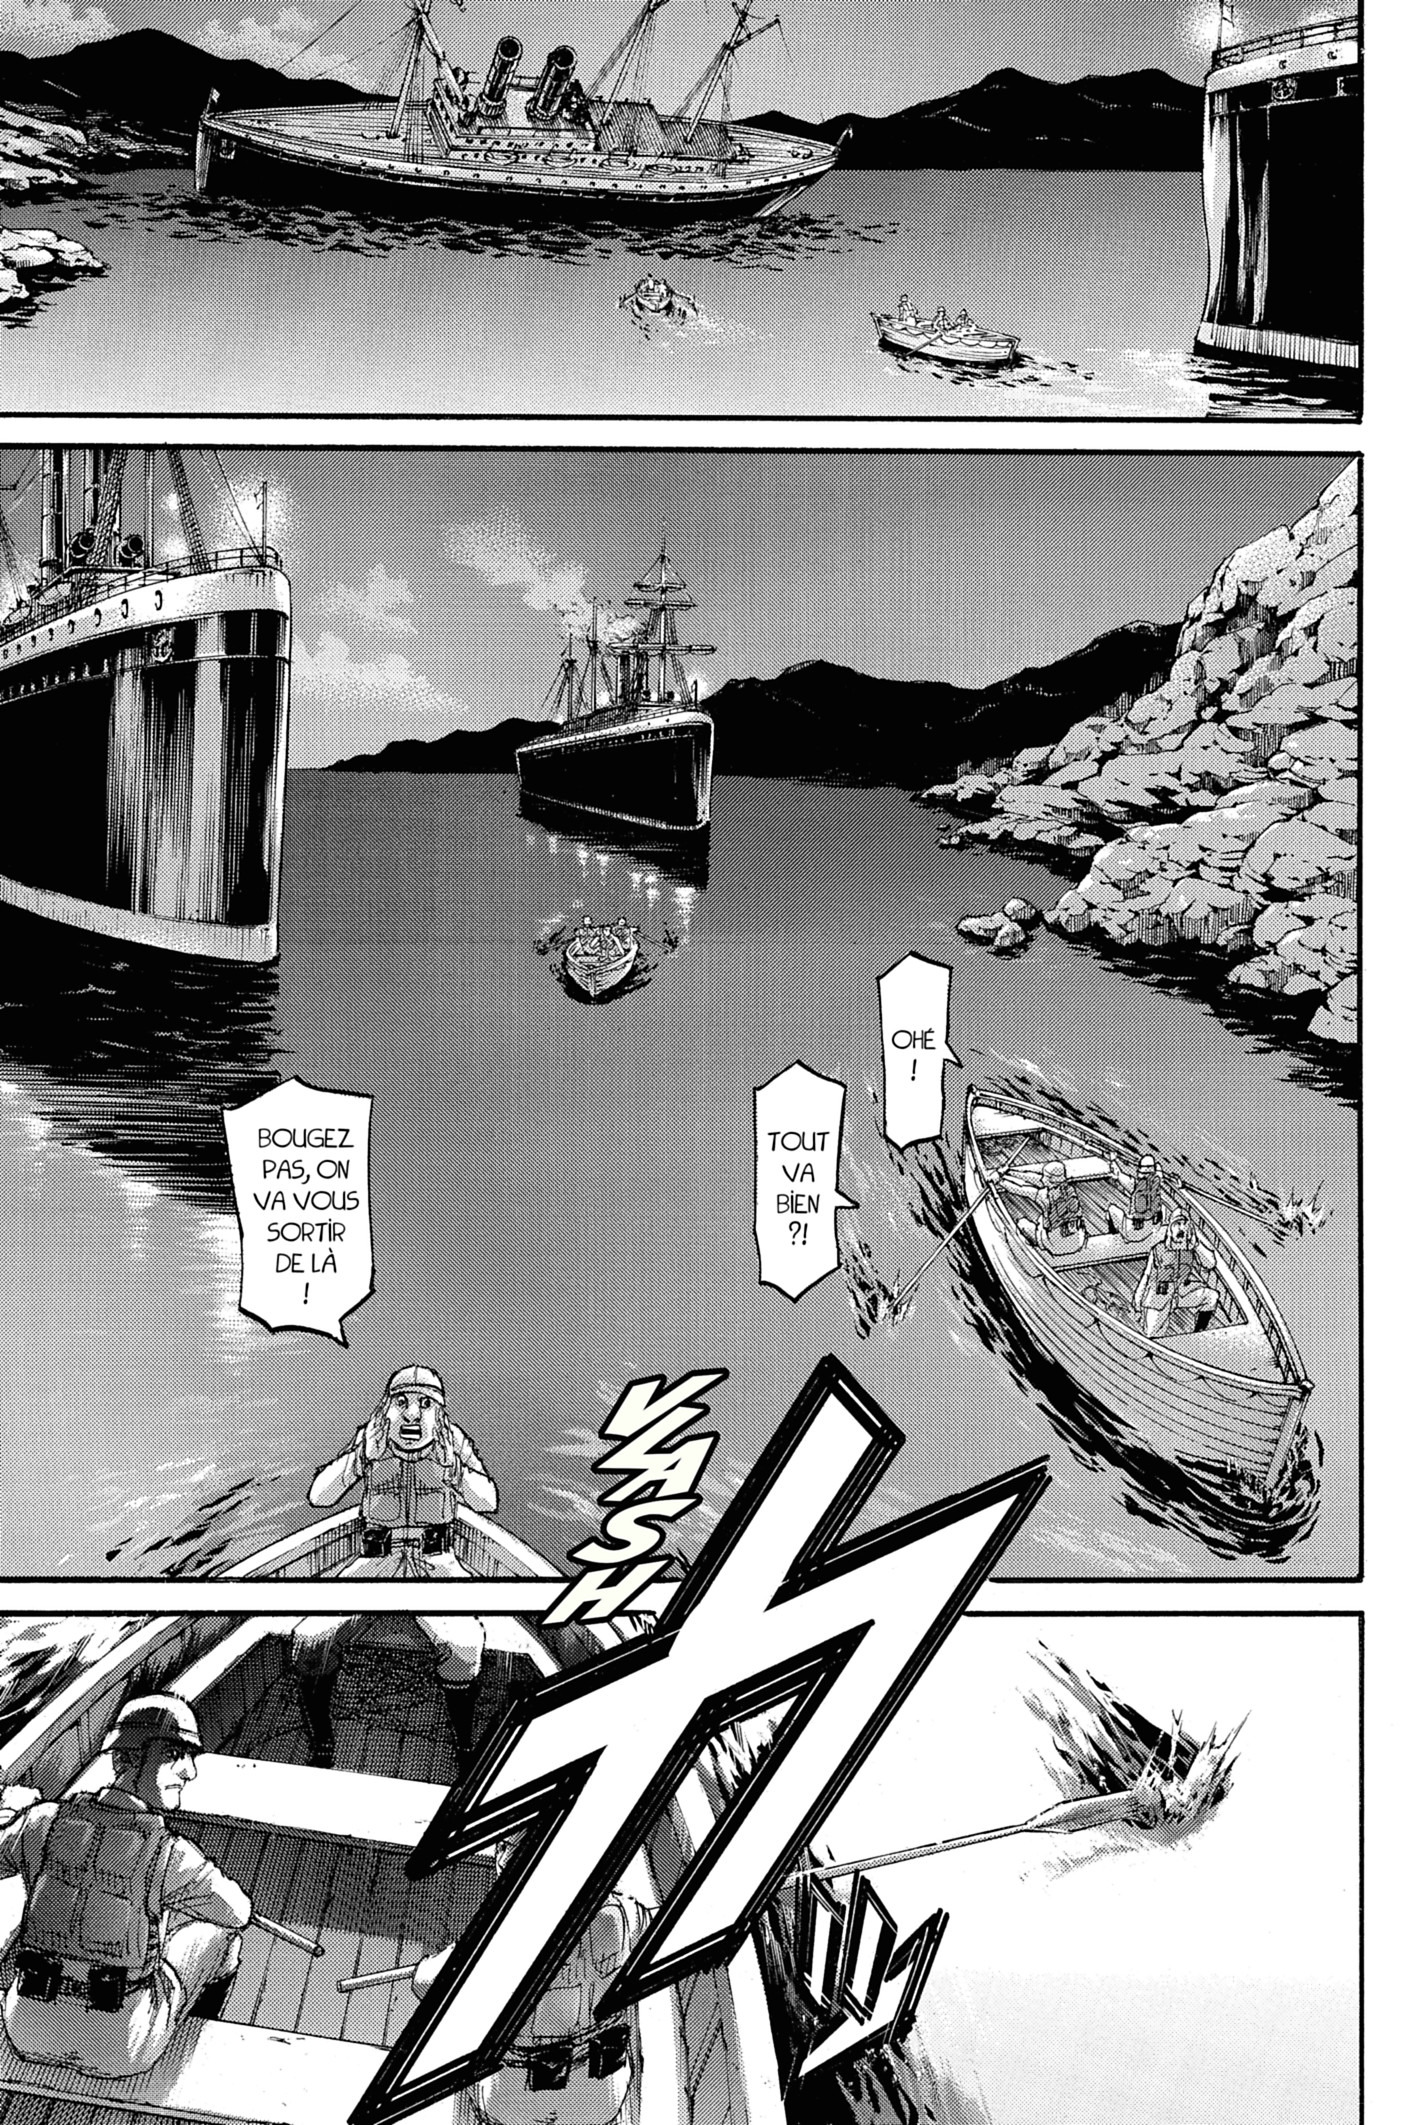 OHÉ
!
TOUT
VA
BIEN
?!
BOUGEZ
PAS, ON
VA VOUS
SORTIR
DE LÀ
!
VLASH